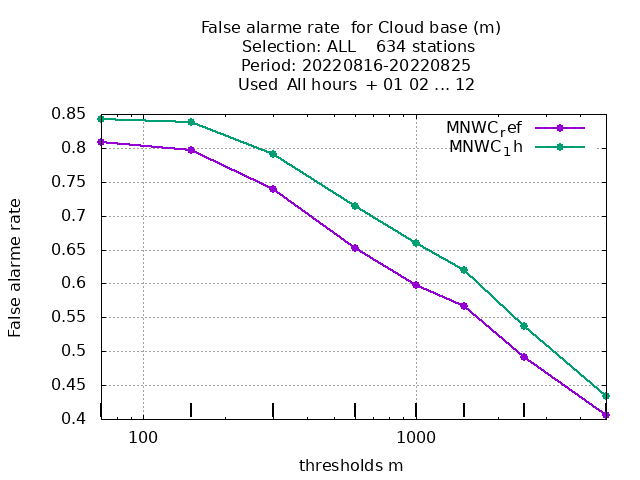 False alarme rate  for Cloud base (m)
Selection: ALL    634 stations
Period: 20220816-20220825
Used  All hours  + 01 02 ... 12
MNWC_ref
MNWC_1h
0.85
0.8
0.75
0.7
0.65
0.6
0.55
0.5
0.45
0.4
False alarme rate
100
1000
thresholds m